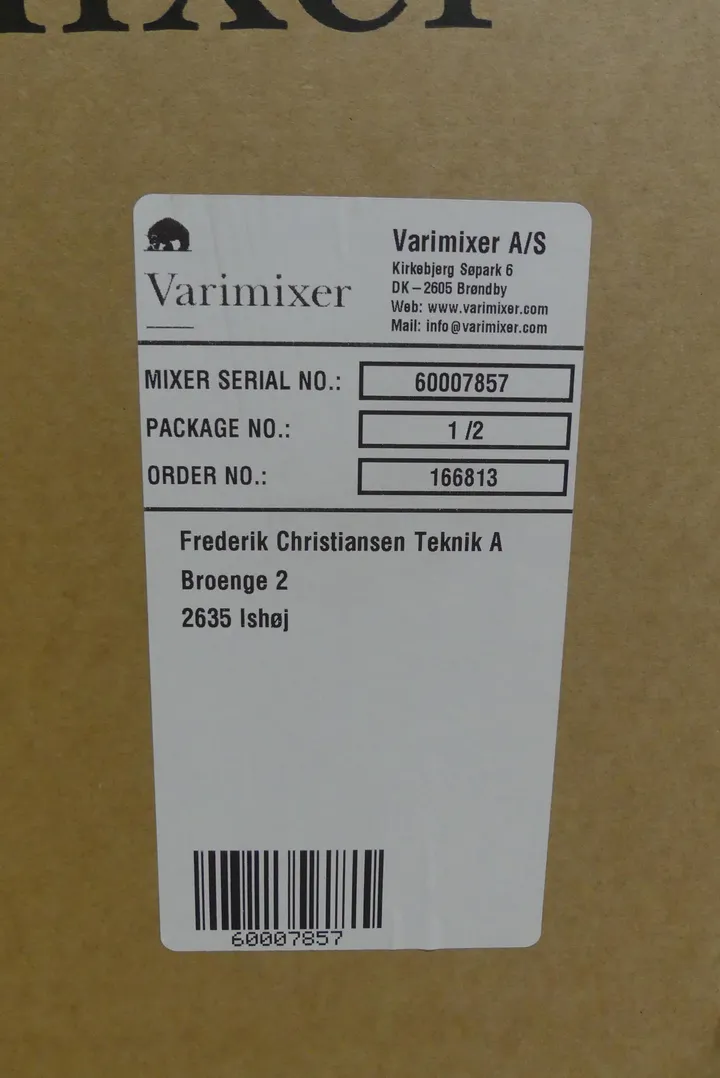 Varimixer
Varimixer A/S
Kirkebjerg Søpark 6
DK-2605 Brøndby
Web: www.varimixer.com
Mail: info@varimixer.com
MIXER SERIAL NO.: 60007857
PACKAGE NO.: 1 /2
ORDER NO.: 166813
Frederik Christiansen Teknik A
Broenge 2
2635 Ishøj
60007857